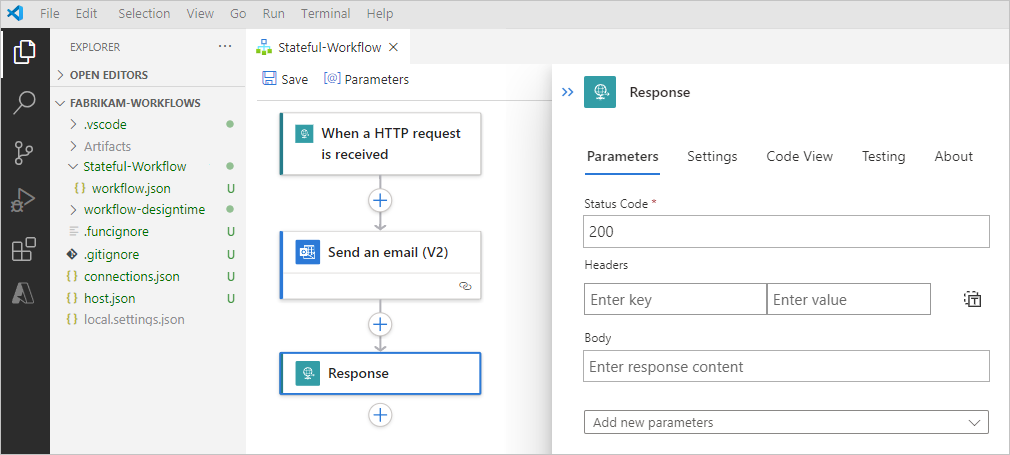 File Edit Selection View Go Run Terminal Help
EXPLORER ...
OPEN EDITORS
FABRIKAM-WORKFLOWS
.vscode
Artifacts
Stateful-Workflow
{} workflow.json U
workflow-designtime
.funcignore U
.gitignore U
{} connections.json U
{} host.json U
{} local.settings.json
Stateful-Workflow
Save [@] Parameters
When a HTTP request
is received
Send an email (V2)
Response
Response
Parameters Settings Code View Testing About
Status Code *
200
Headers
Enter key Enter value
Body
Enter response content
Add new parameters